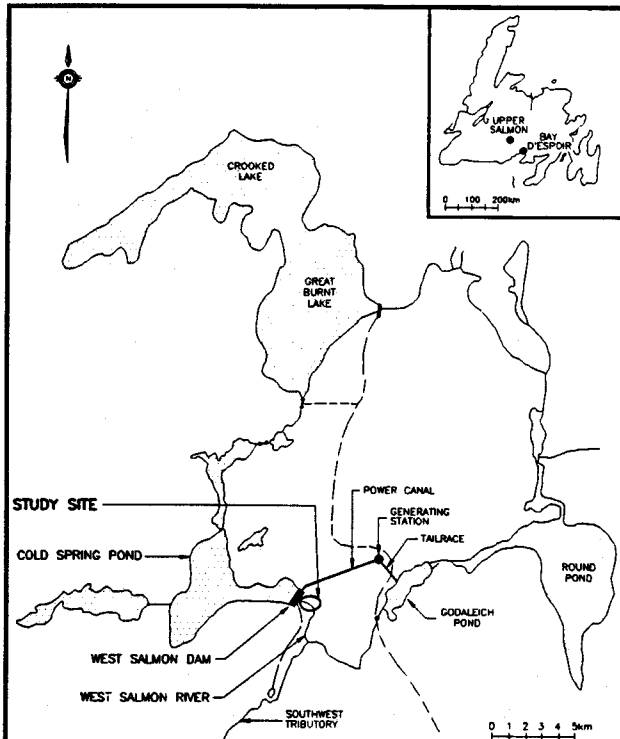 N
UPPER
SALMON
BAY
D'ESPOIR
0 100 200km
CROOKED
LAKE
GREAT
BURNT
LAKE
POWER CANAL
STUDY SITE
GENERATING
STATION
TAILRACE
COLD SPRING POND
ROUND
POND
GODALEICH
POND
WEST SALMON DAM
WEST SALMON RIVER
SOUTHWEST
TRIBUTORY
0 1 2 3 4 5km